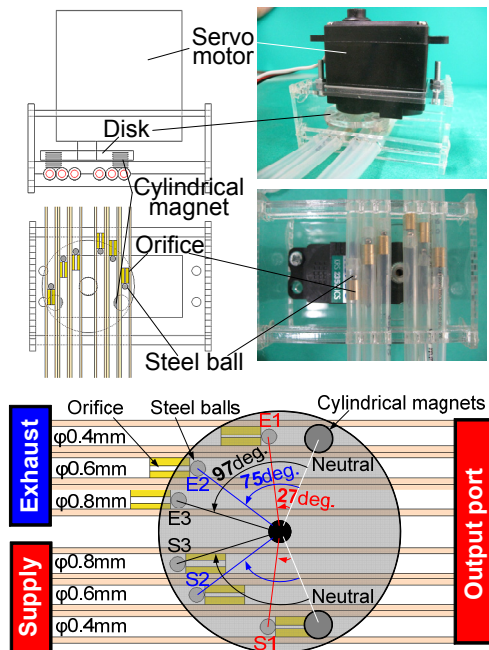 Servo
motor
Disk
Cylindrical
magnet
Orifice
Steel ball
Orifice
Steel balls
E1
Cylindrical magnets
Exhaust
φ0.4mm
φ0.6mm
φ0.8mm
E2
E3
97deg.
75deg.
27deg.
Neutral
Output port
Supply
φ0.8mm
φ0.6mm
φ0.4mm
S3
S2
S1
Neutral